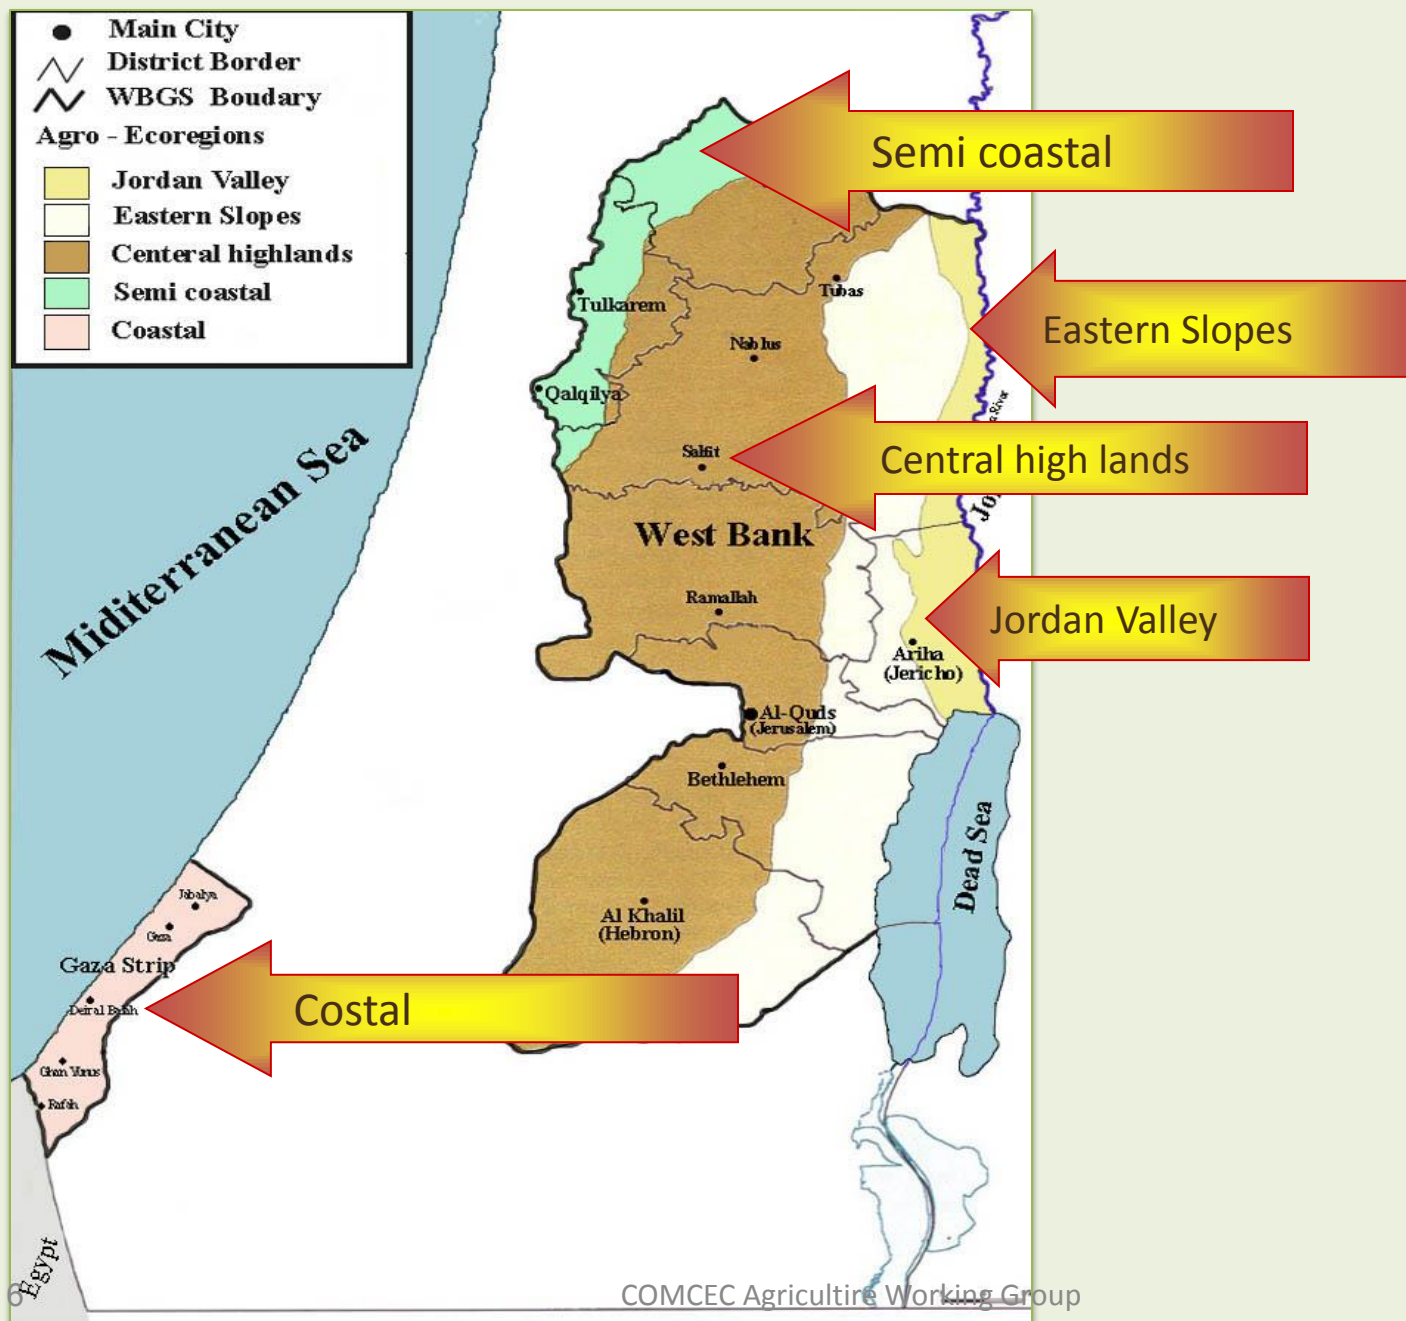 Main City
District Border
WBGS Boudary
Agro - Ecoregions
Jordan Valley
Eastern Slopes
Centeral highlands
Semi coastal
Coastal
Semi coastal
Eastern Slopes
Central high lands
Jordan Valley
Costal
Miditerranean Sea
Tulkarem
Tubas
Nablus
Qalqilya
Salfit
West Bank
Ramallah
Ariha
(Jericho)
Al-Quds
(Jerusalem)
Bethlehem
Dead Sea
Al Khalil
(Hebron)
Jabalya
Gaza
Gaza Strip
Rafah
Egypt
6
COMCEC Agricultire Working Group